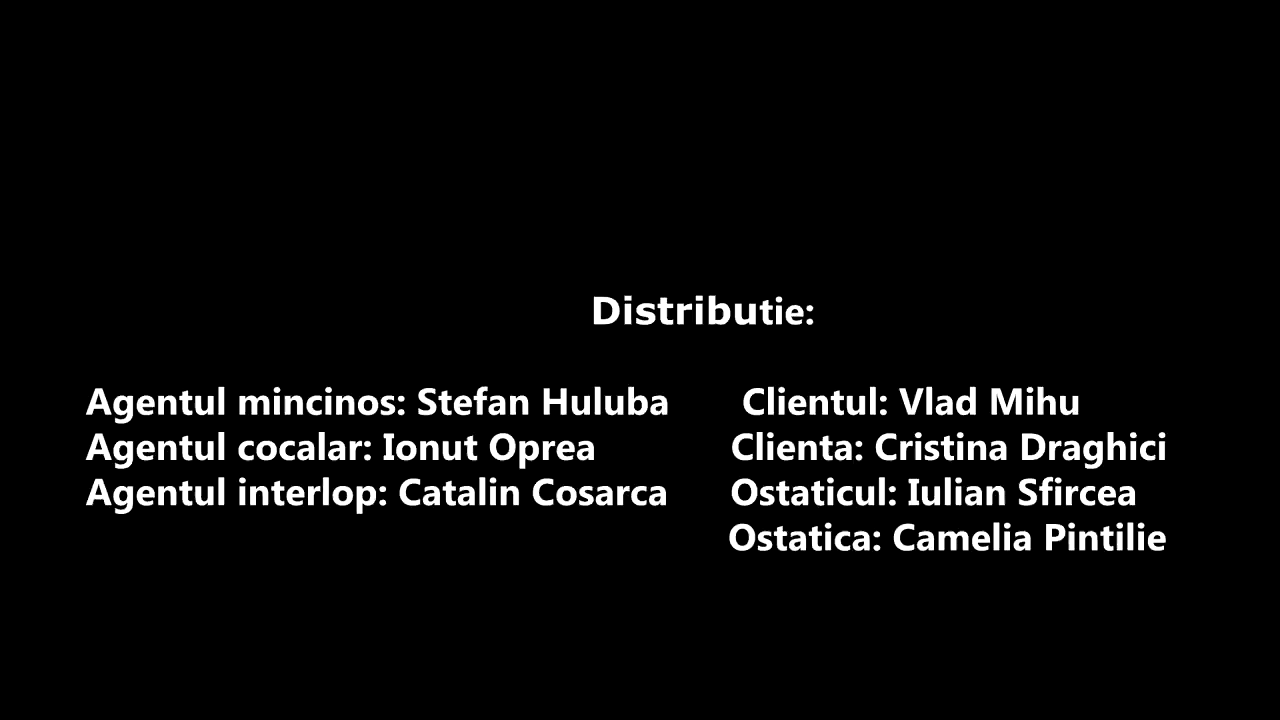 Distributie:
Agentul mincinos: Stefan Huluba Clientul: Vlad Mihu
Agentul cocalar: Ionut Oprea Clienta: Cristina Draghici
Agentul interlop: Catalin Cosarca Ostaticul: Iulian Sfircea
Ostatica: Camelia Pintilie